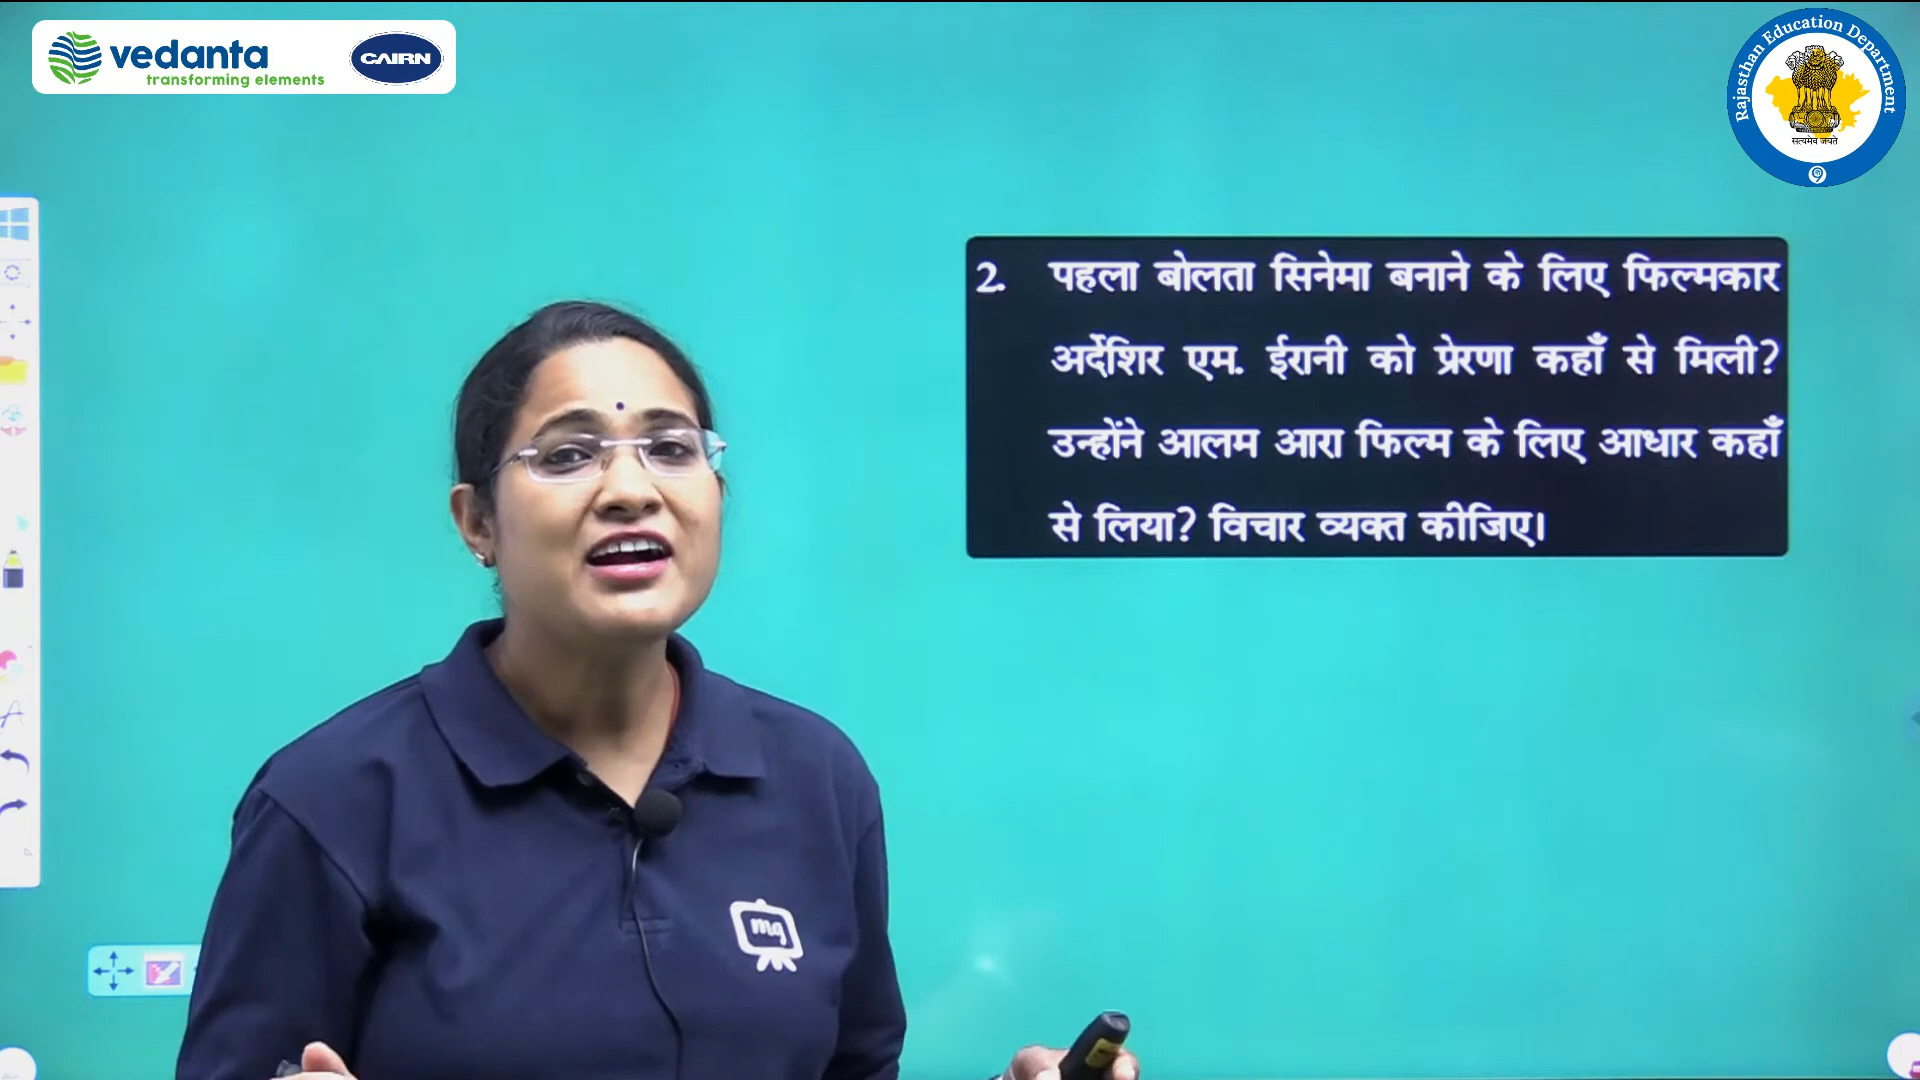 vedanta
transforming elements
CAIRN
Rajasthan Education Department
सत्यमेव जयते
2. पहला बोलता सिनेमा बनाने के लिए फिल्मकार
अर्देशिर एम. ईरानी को प्रेरणा कहाँ से मिली?
उन्होंने आलम आरा फिल्म के लिए आधार कहाँ
से लिया? विचार व्यक्त कीजिए।
mg